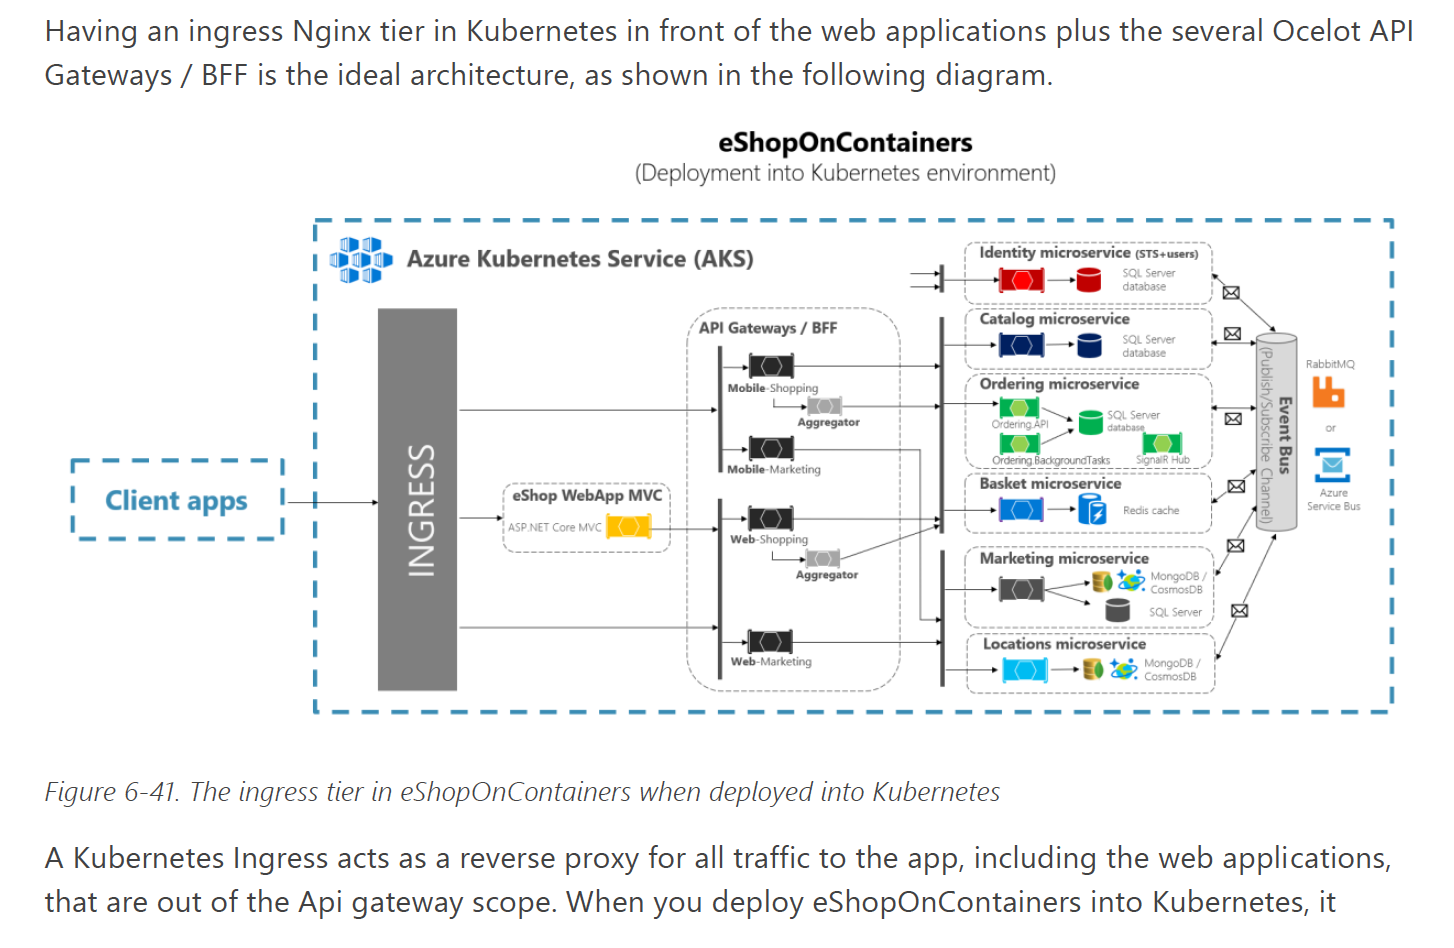 Having an ingress Nginx tier in Kubernetes in front of the web applications plus the several Ocelot API
Gateways / BFF is the ideal architecture, as shown in the following diagram.
eShopOnContainers
(Deployment into Kubernetes environment)
Azure Kubernetes Service (AKS)
Client apps
INGRESS
eShop WebApp MVC
ASP.NET Core MVC
API Gateways / BFF
Mobile-Shopping
Aggregator
Mobile-Marketing
Web-Shopping
Aggregator
Web-Marketing
Identity microservice (STS+users)
SQL Server
database
Catalog microservice
SQL Server
database
Ordering microservice
Ordering.API
SQL Server
database
Ordering.BackgroundTasks
SignalR Hub
Basket microservice
Redis cache
Marketing microservice
MongoDB /
CosmosDB
SQL Server
Locations microservice
MongoDB /
CosmosDB
Event Bus
(Publish/Subscribe Channel)
RabbitMQ
or
Azure
Service Bus
Figure 6-41. The ingress tier in eShopOnContainers when deployed into Kubernetes
A Kubernetes Ingress acts as a reverse proxy for all traffic to the app, including the web applications,
that are out of the Api gateway scope. When you deploy eShopOnContainers into Kubernetes, it